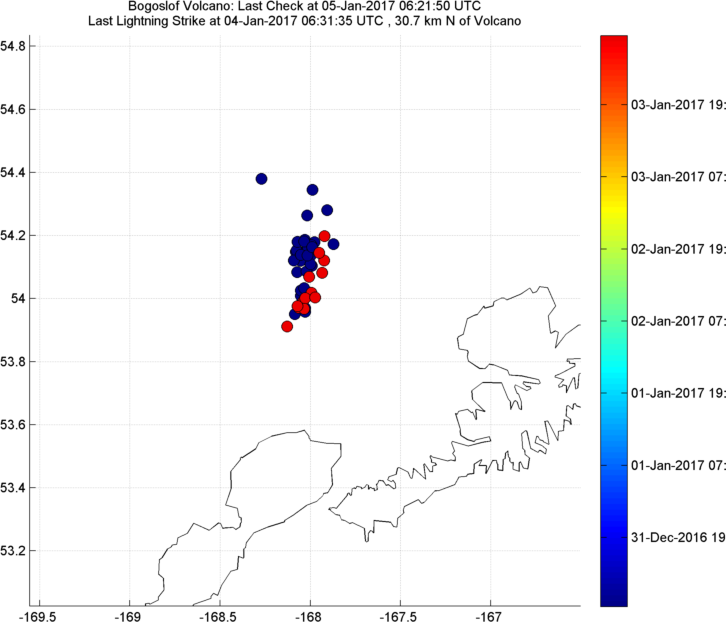 Bogoslof Volcano: Last Check at 05-Jan-2017 06:21:50 UTC
Last Lightning Strike at 04-Jan-2017 06:31:35 UTC , 30.7 km N of Volcano
54.8
54.6
54.4
54.2
54
53.8
53.6
53.4
53.2
-169.5
-169
-168.5
-168
-167.5
-167
03-Jan-2017 19:
03-Jan-2017 07:
02-Jan-2017 19:
02-Jan-2017 07:
01-Jan-2017 19:
01-Jan-2017 07:
31-Dec-2016 19